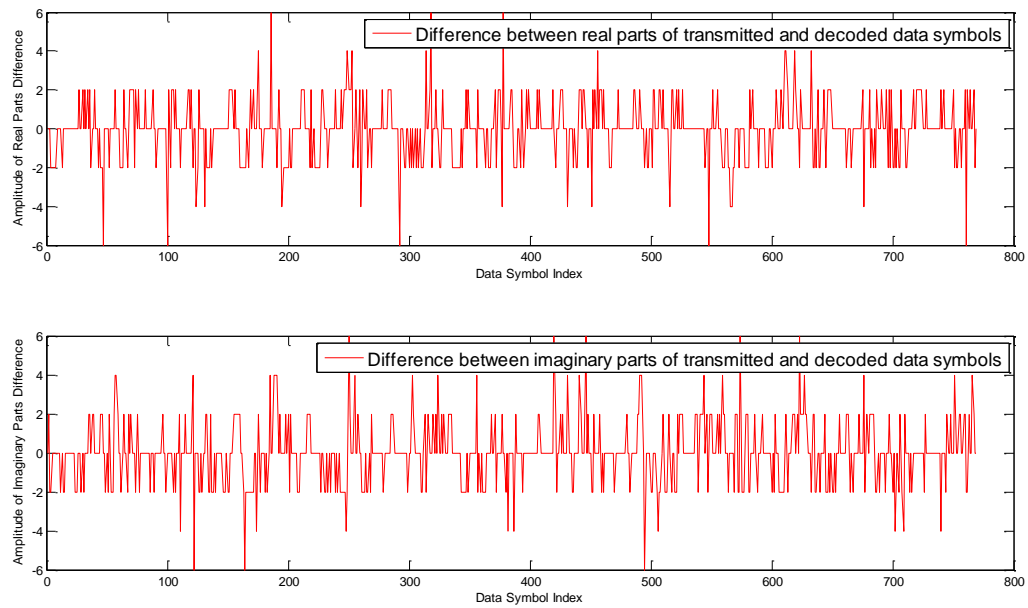 Difference between real parts of transmitted and decoded data symbols
Amplitude of Real Parts Difference
6
4
2
0
-2
-4
-6
0 100 200 300 400 500 600 700 800
Data Symbol Index
Difference between imaginary parts of transmitted and decoded data symbols
Amplitude of Imaginary Parts Difference
6
4
2
0
-2
-4
-6
0 100 200 300 400 500 600 700 800
Data Symbol Index